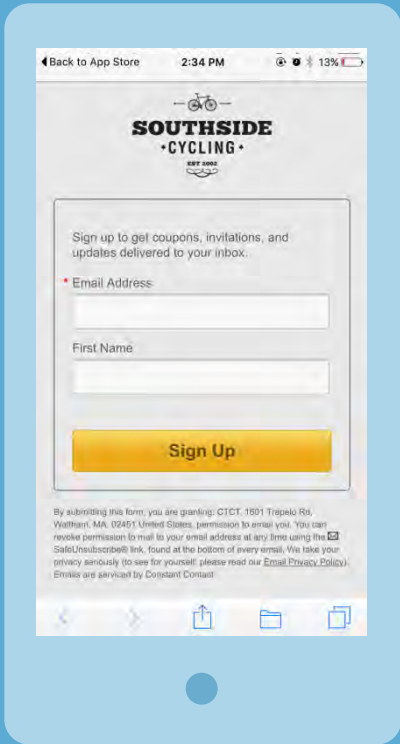 Back to App Store 2:34 PM 13%
SOUTHSIDE
•CYCLING•
EST 2002
Sign up to get coupons, invitations, and
updates delivered to your inbox.
* Email Address
First Name
Sign Up
By submitting this form, you are granting: CTCT, 1601 Trapelo Rd,
Waltham, MA, 02451 United States, permission to email you. You can
revoke permission to mail to your email address at any time using the
SafeUnsubscribe® link, found at the bottom of every email. We take your
privacy seriously (to see for yourself, please read our Email Privacy Policy).
Emails are serviced by Constant Contact.